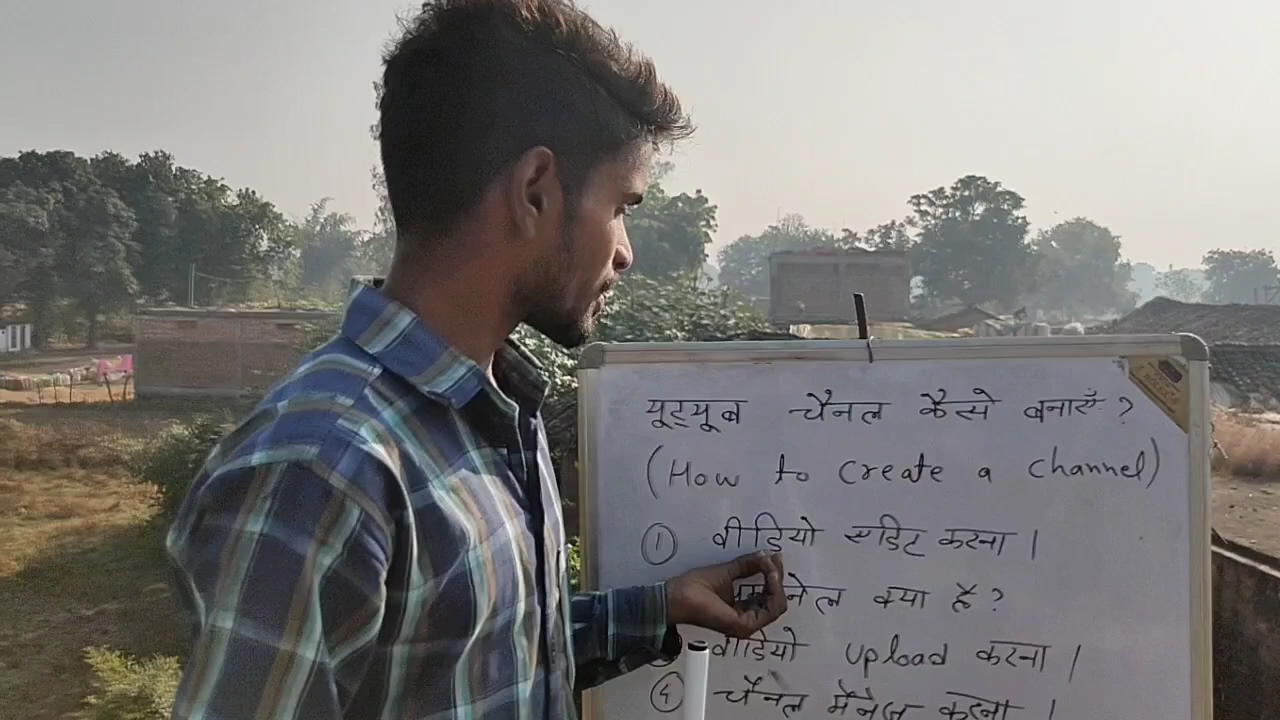 यूट्यूब चैनल कैसे बनाएँ ?
(How to create a channel)
① वीडियो एडिट करना ।
क्या है ?
वीडियो upload करना ।
④ चैनल मैनेज करना ।